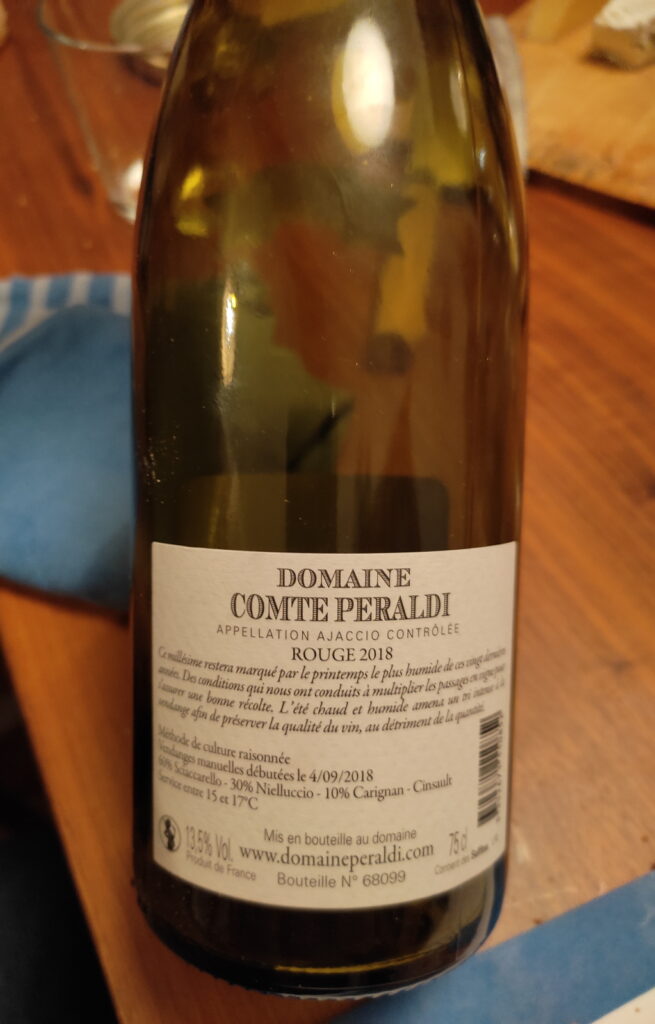 DOMAINE
COMTE PERALDI
APPELLATION AJACCIO CONTRÔLÉE
ROUGE 2018
Ce millésime restera marqué par le printemps le plus humide de ces vingt dernières
années. Des conditions qui nous ont conduits à multiplier les passages en vigne pour
s'assurer une bonne récolte. L'été chaud et humide amena un tri intense à la
vendange afin de préserver la qualité du vin, au détriment de la quantité.
Méthode de culture raisonnée
Vendanges manuelles débutées le 4/09/2018
60% Sciaccarello - 30% Nielluccio - 10% Carignan - Cinsault
Service entre 15 et 17°C
Mis en bouteille au domaine
13,5% Vol. www.domaineperaldi.com 75 cl
Produit de France Bouteille N° 68099 Contient des Sulfites